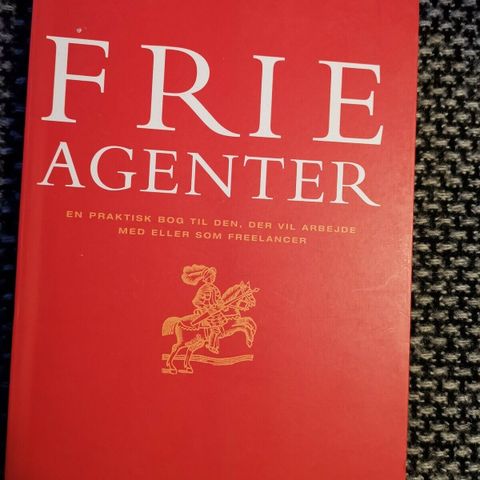 FRIE
AGENTER
EN PRAKTISK BOG TIL DEN, DER VIL ARBEJDE
MED ELLER SOM FREELANCER